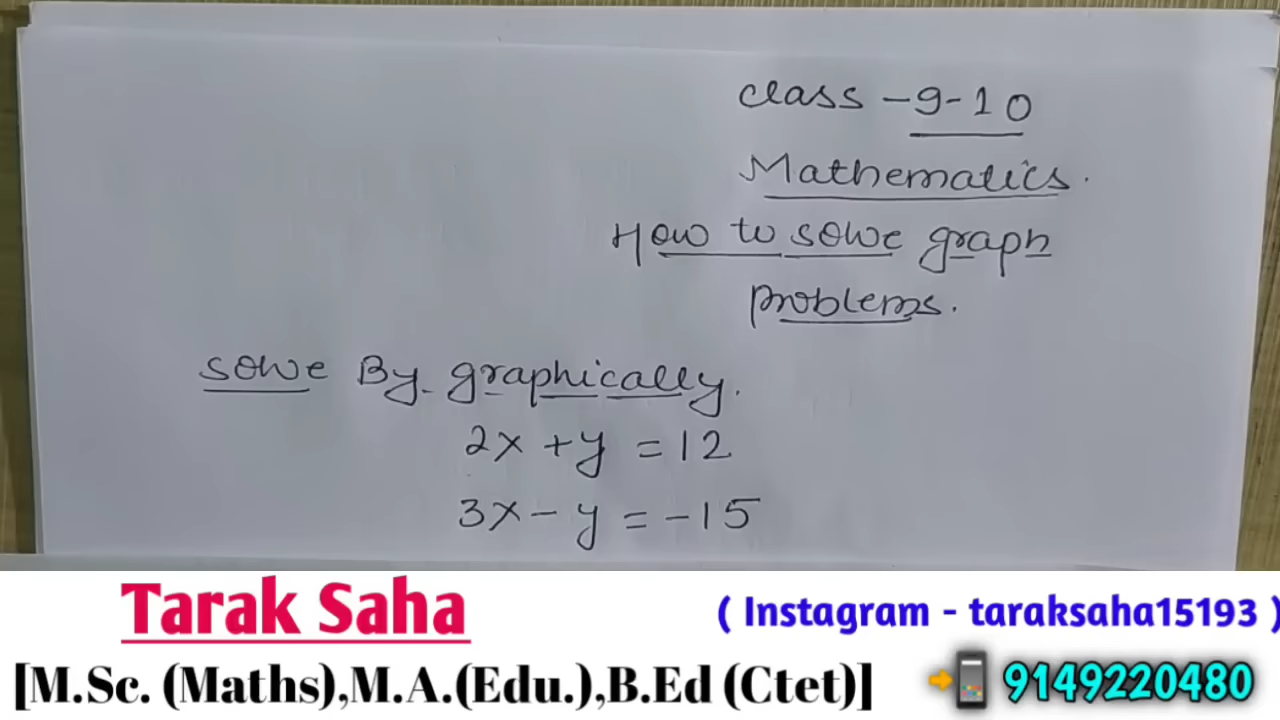 class - 9-10
Mathematics.
How to solve graph
problems.
solve By graphically.
2x + y = 12
3x - y = -15
Tarak Saha
( Instagram - taraksaha15193 )
[M.Sc. (Maths),M.A.(Edu.),B.Ed (Ctet)]
9149220480